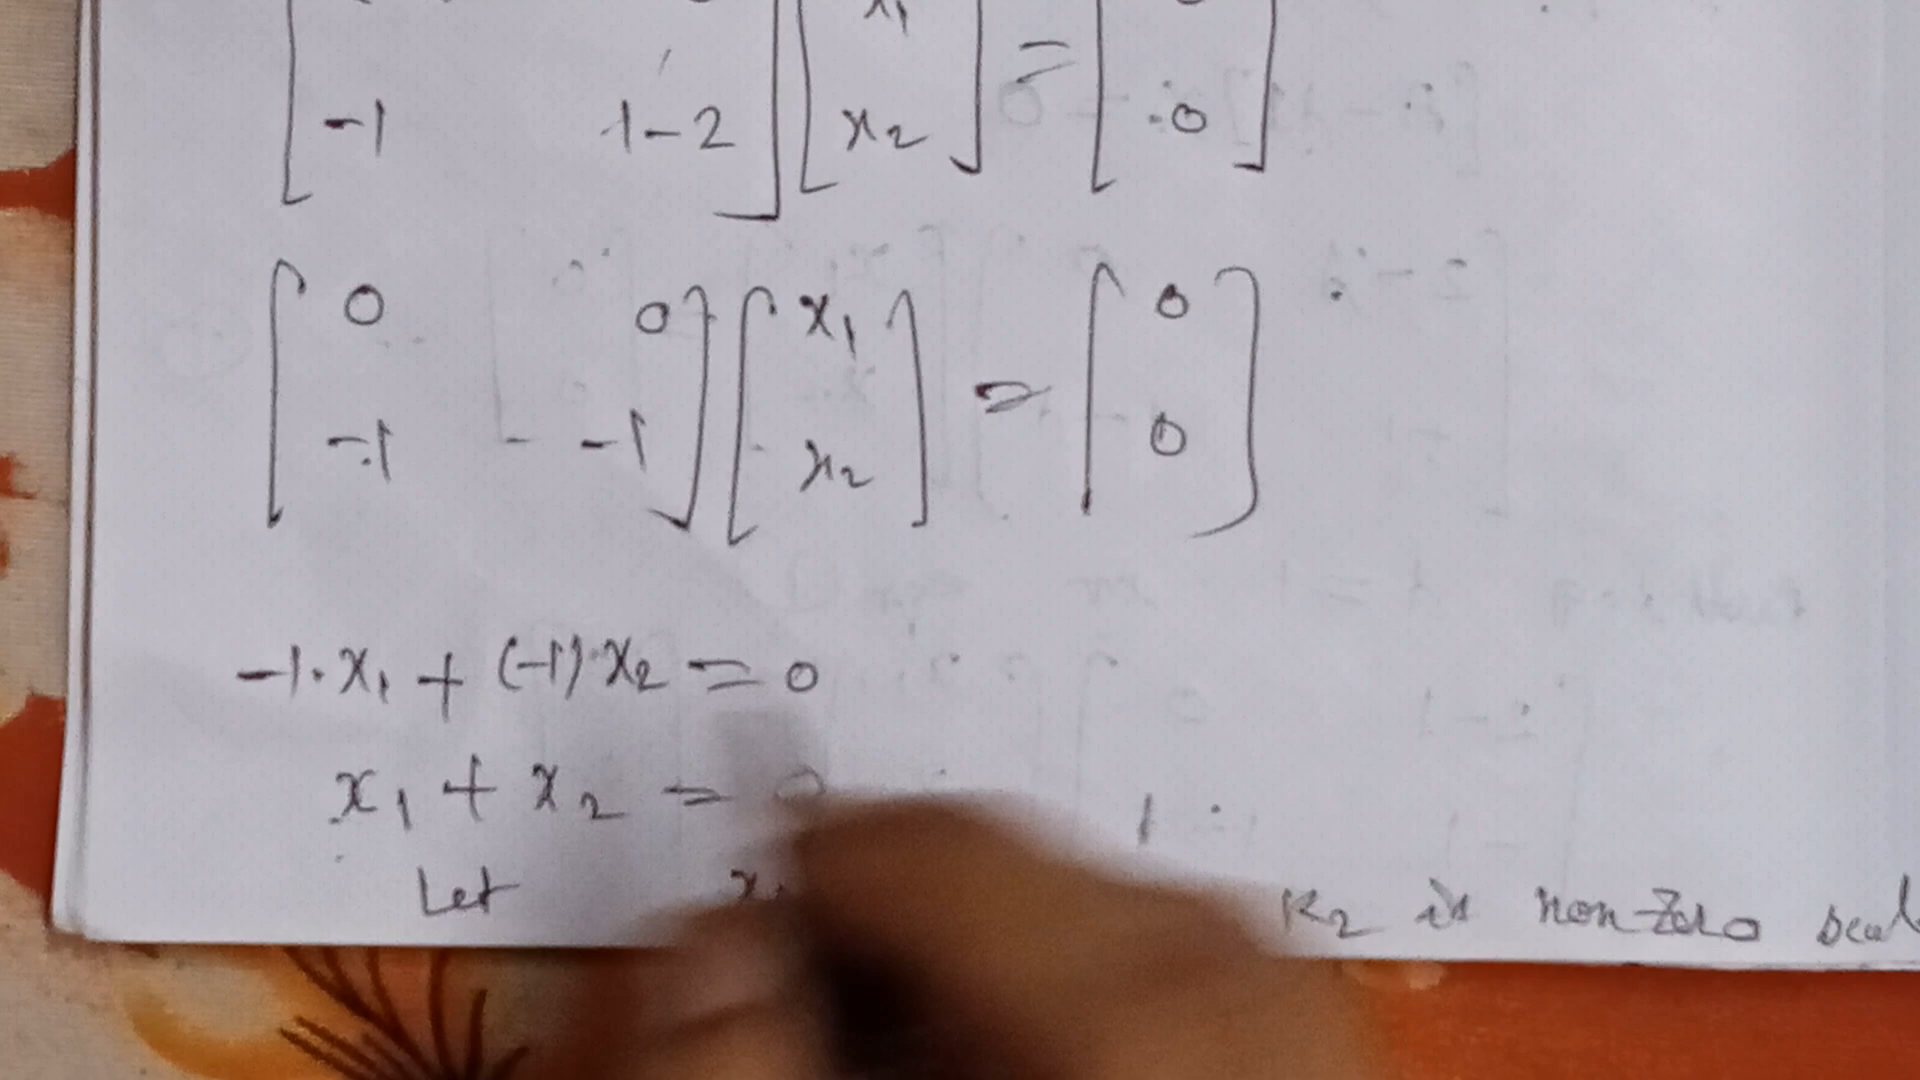 -1 1-2 x2 = 0
0 0 x1 0
-1 -1 x2 = 0
-1·x1 + (-1)·x2 = 0
x1 + x2 =
Let K2 is non-zero